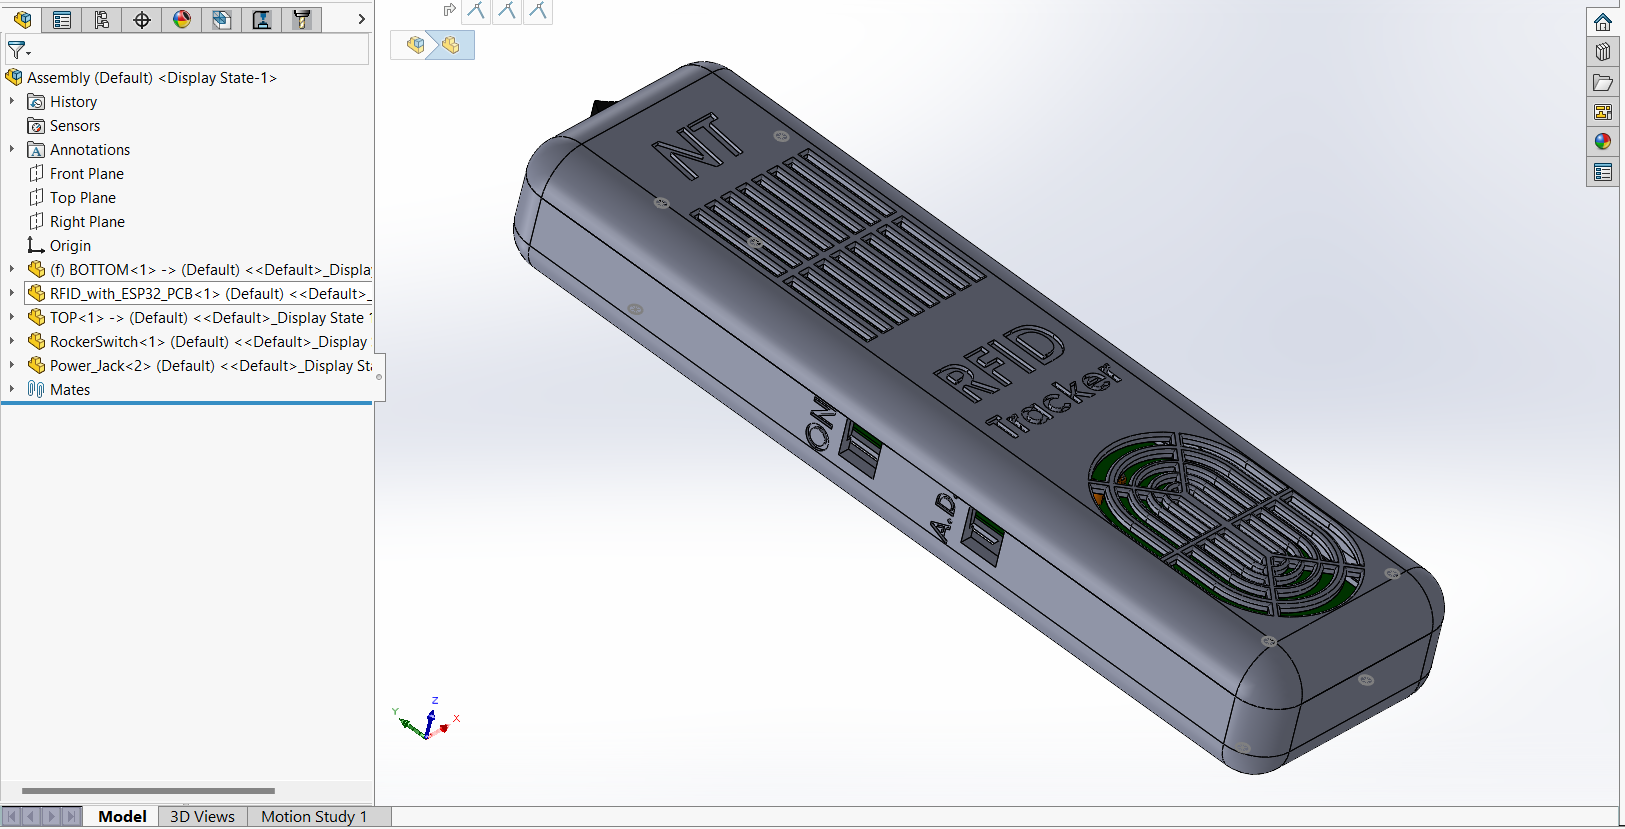 Assembly (Default) <Display State-1>
History
Sensors
A Annotations
Front Plane
Top Plane
Right Plane
Origin
(f) BOTTOM<1> -> (Default) <<Default>_Displa
RFID_with_ESP32_PCB<1> (Default) <<Default>_
TOP<1> -> (Default) <<Default>_Display State
RockerSwitch<1> (Default) <<Default>_Display
Power_Jack<2> (Default) <<Default>_Display Sta
Mates
NT
RFID
Tracker
ON
A.D.
Z
Y
X
Model
3D Views
Motion Study 1